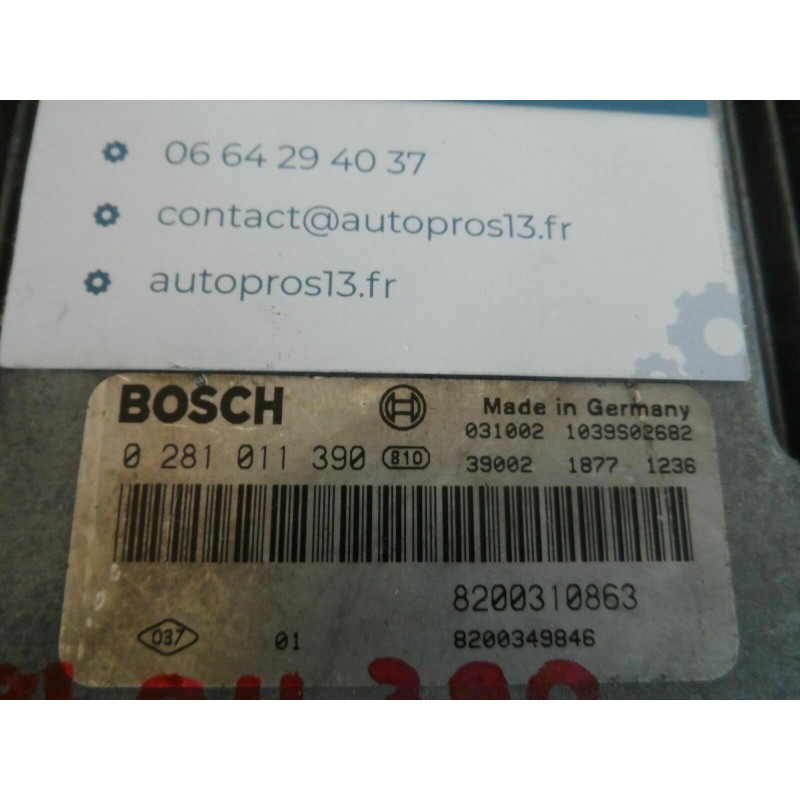 06 64 29 40 37
contact@autopros13.fr
autopros13.fr
BOSCH Made in Germany
031002 1039S02682
0 281 011 390 810 39002 1877 1236
8200310863
037 01 8200349846